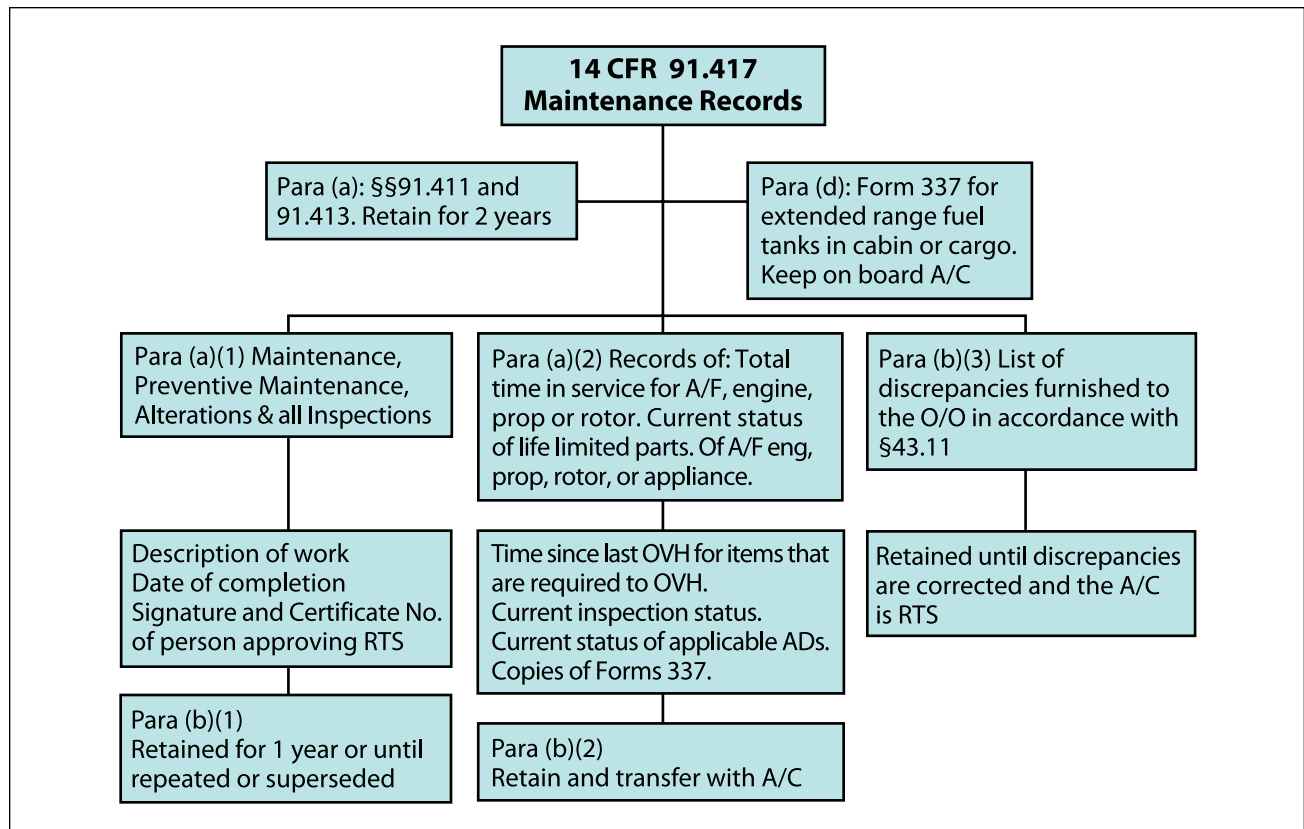 14 CFR 91.417
Maintenance Records
Para (a): §§91.411 and
91.413. Retain for 2 years
Para (d): Form 337 for
extended range fuel
tanks in cabin or cargo.
Keep on board A/C
Para (a)(1) Maintenance,
Preventive Maintenance,
Alterations & all Inspections
Description of work
Date of completion
Signature and Certificate No.
of person approving RTS
Para (b)(1)
Retained for 1 year or until
repeated or superseded
Para (a)(2) Records of: Total
time in service for A/F, engine,
prop or rotor. Current status
of life limited parts. Of A/F eng,
prop, rotor, or appliance.
Time since last OVH for items that
are required to OVH.
Current inspection status.
Current status of applicable ADs.
Copies of Forms 337.
Para (b)(2)
Retain and transfer with A/C
Para (b)(3) List of
discrepancies furnished to
the O/O in accordance with
§43.11
Retained until discrepancies
are corrected and the A/C
is RTS